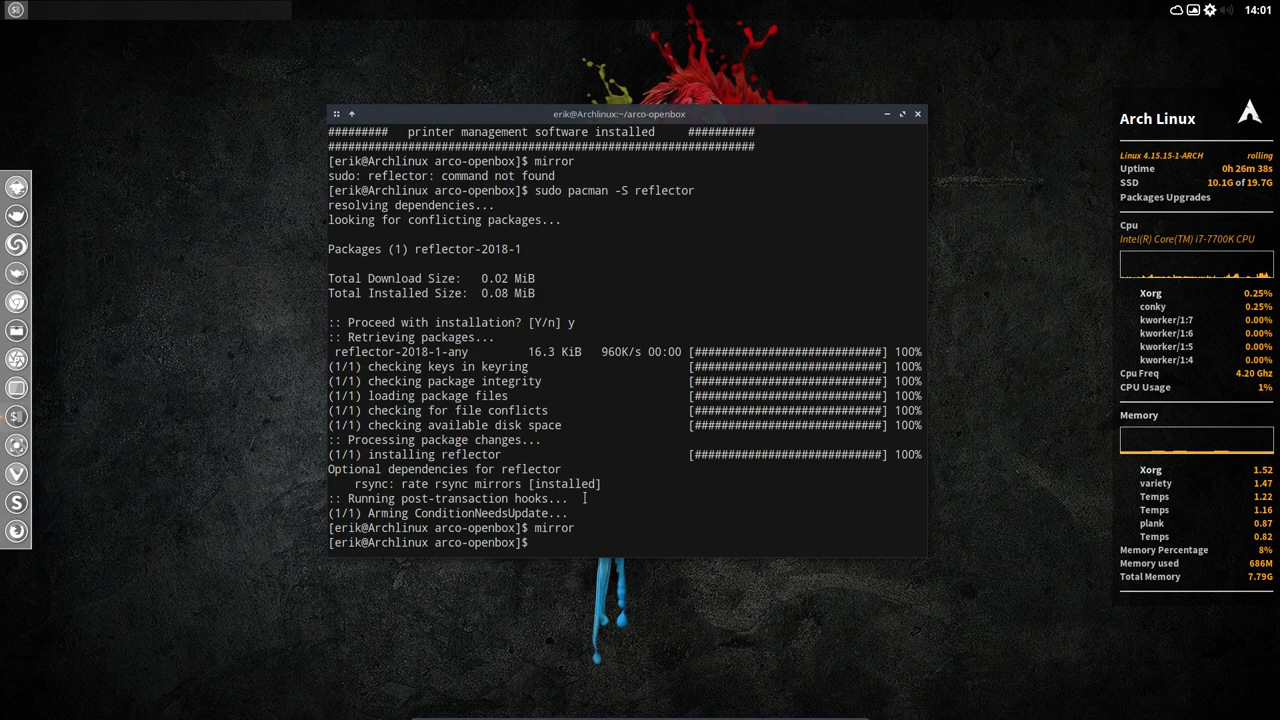 14:01
erik@Archlinux:~/arco-openbox
######### printer management software installed ##########
################################################################
[erik@Archlinux arco-openbox]$ mirror
sudo: reflector: command not found
[erik@Archlinux arco-openbox]$ sudo pacman -S reflector
resolving dependencies...
looking for conflicting packages...
Packages (1) reflector-2018-1
Total Download Size: 0.02 MiB
Total Installed Size: 0.08 MiB
:: Proceed with installation? [Y/n] y
:: Retrieving packages...
reflector-2018-1-any 16.3 KiB 960K/s 00:00 [############################] 100%
(1/1) checking keys in keyring [############################] 100%
(1/1) checking package integrity [############################] 100%
(1/1) loading package files [############################] 100%
(1/1) checking for file conflicts [############################] 100%
(1/1) checking available disk space [############################] 100%
:: Processing package changes...
(1/1) installing reflector [############################] 100%
Optional dependencies for reflector
rsync: rate rsync mirrors [installed]
:: Running post-transaction hooks...
(1/1) Arming ConditionNeedsUpdate...
[erik@Archlinux arco-openbox]$ mirror
[erik@Archlinux arco-openbox]$
Arch Linux
Linux 4.15.15-1-ARCH rolling
Uptime 0h 26m 38s
SSD 10.1G of 19.7G
Packages Upgrades
Cpu
Intel(R) Core(TM) i7-7700K CPU
Xorg 0.25%
conky 0.25%
kworker/1:7 0.00%
kworker/1:6 0.00%
kworker/1:5 0.00%
kworker/1:4 0.00%
Cpu Freq 4.20 Ghz
CPU Usage 1%
Memory
Xorg 1.52
variety 1.47
Temps 1.22
Temps 1.16
plank 0.87
Temps 0.82
Memory Percentage 8%
Memory used 686M
Total Memory 7.79G